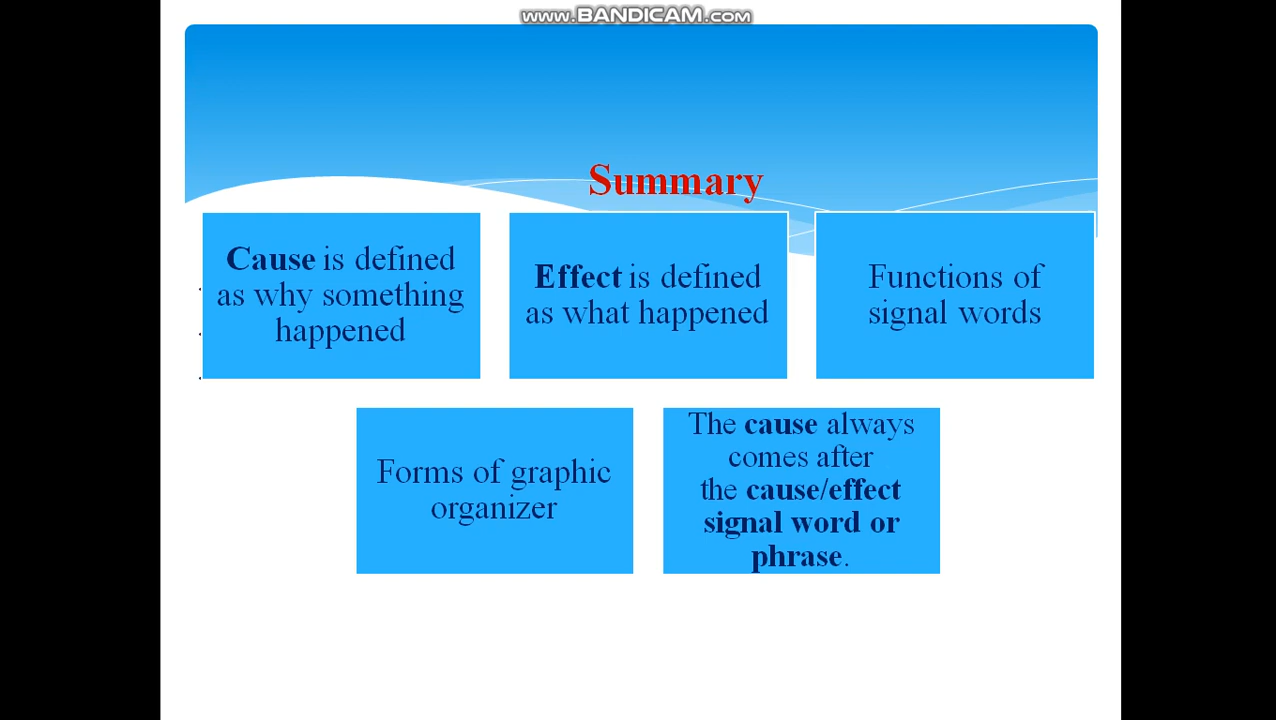 www.BANDICAM.com
Summary
Cause is defined
as why something
happened
Effect is defined
as what happened
Functions of
signal words
Forms of graphic
organizer
The cause always
comes after
the cause/effect
signal word or
phrase.